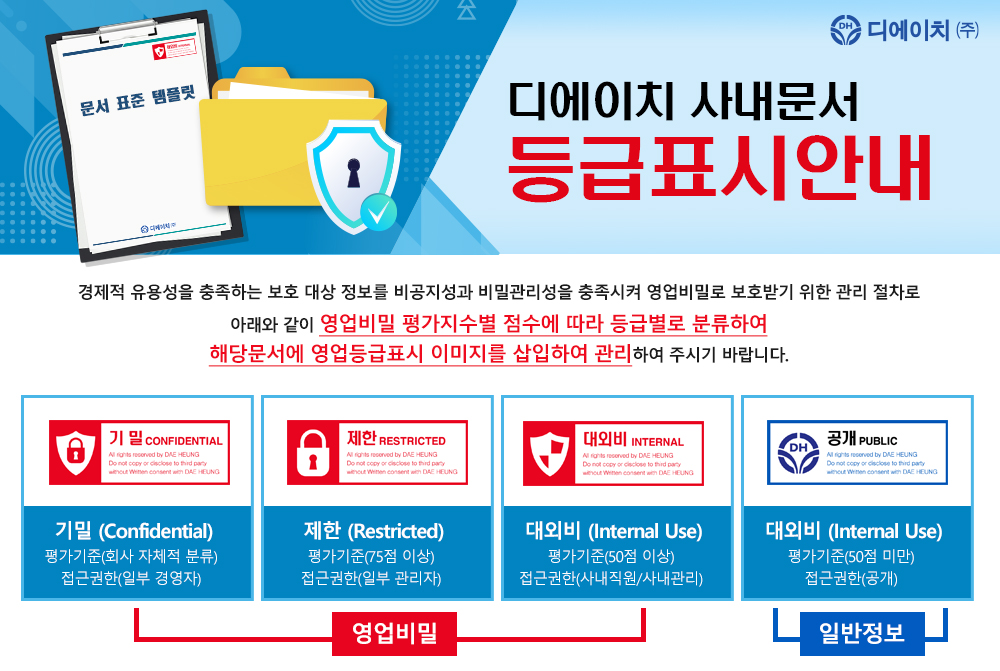 대외비
문서 표준 템플릿
디에이치㈜
DH 디에이치 (주)
디에이치 사내문서
등급표시안내
경제적 유용성을 충족하는 보호 대상 정보를 비공지성과 비밀관리성을 충족시켜 영업비밀로 보호받기 위한 관리 절차로
아래와 같이 영업비밀 평가지수별 점수에 따라 등급별로 분류하여
해당문서에 영업등급표시 이미지를 삽입하여 관리하여 주시기 바랍니다.
기 밀 CONFIDENTIAL
All rights reserved by DAE HEUNG
Do not copy or disclose to third party
without Written consent with DAE HEUNG
기밀 (Confidential)
평가기준(회사 자체적 분류)
접근권한(일부 경영자)
제한 RESTRICTED
All rights reserved by DAE HEUNG
Do not copy or disclose to third party
without Written consent with DAE HEUNG
제한 (Restricted)
평가기준(75점 이상)
접근권한(일부 관리자)
대외비 INTERNAL
All rights reserved by DAE HEUNG
Do not copy or disclose to third party
without Written consent with DAE HEUNG
대외비 (Internal Use)
평가기준(50점 이상)
접근권한(사내직원/사내관리)
DH
공개 PUBLIC
All rights reserved by DAE HEUNG
Do not copy or disclose to third party
without Written consent with DAE HEUNG
대외비 (Internal Use)
평가기준(50점 미만)
접근권한(공개)
영업비밀
일반정보